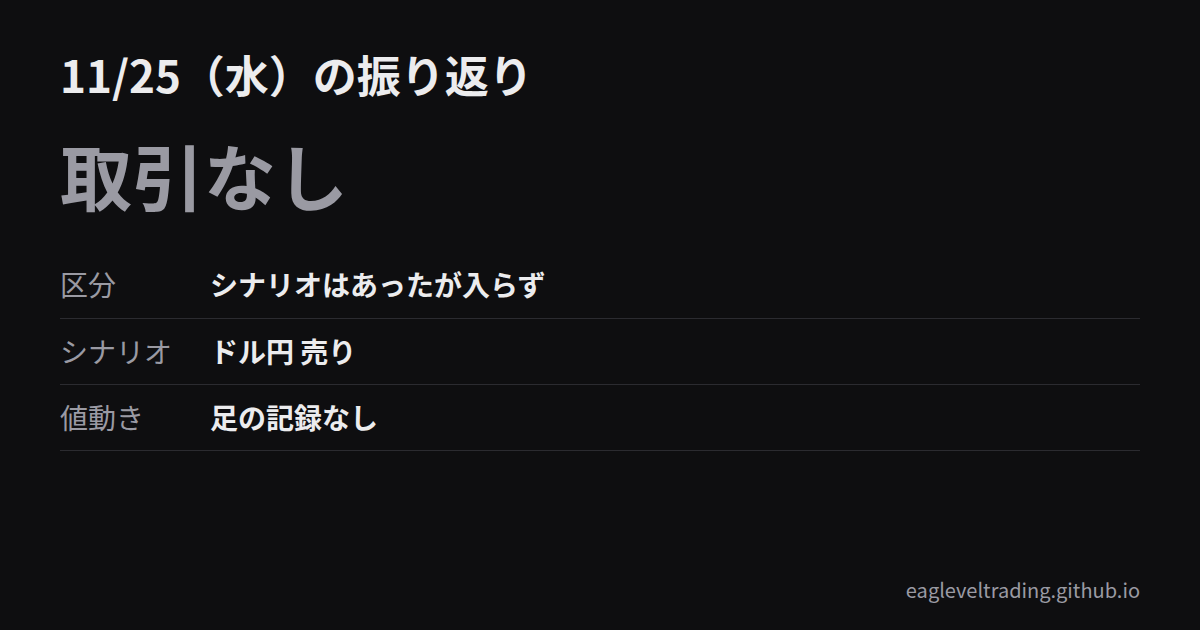 11/25（水）の振り返り
取引なし
区分 シナリオはあったが入らず
シナリオ ドル円 売り
値動き 足の記録なし
eagleveltrading.github.io